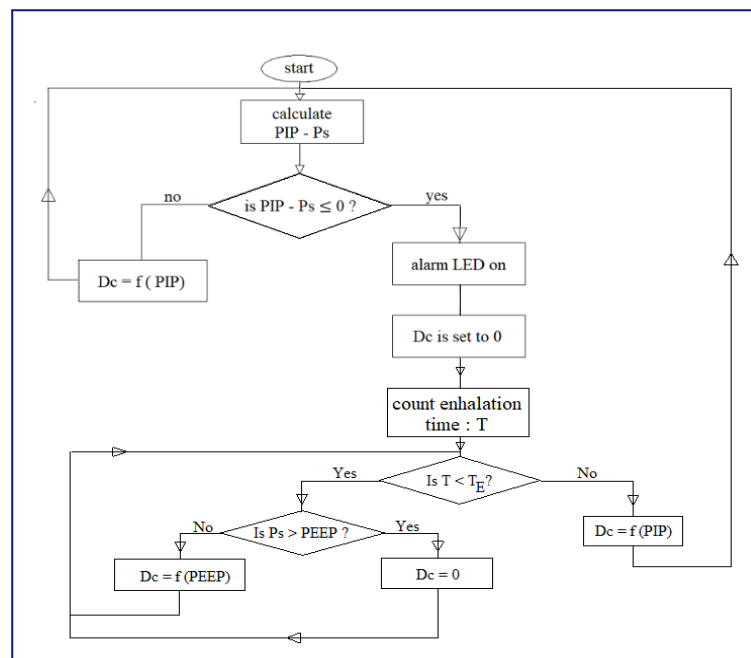 start
calculate
PIP - Ps
is PIP - Ps ≤ 0 ?
no
yes
Dc = f ( PIP)
alarm LED on
Dc is set to 0
count enhalation
time : T
Is T < TE?
Yes
No
Is Ps > PEEP ?
No
Yes
Dc = f (PIP)
Dc = f (PEEP)
Dc = 0